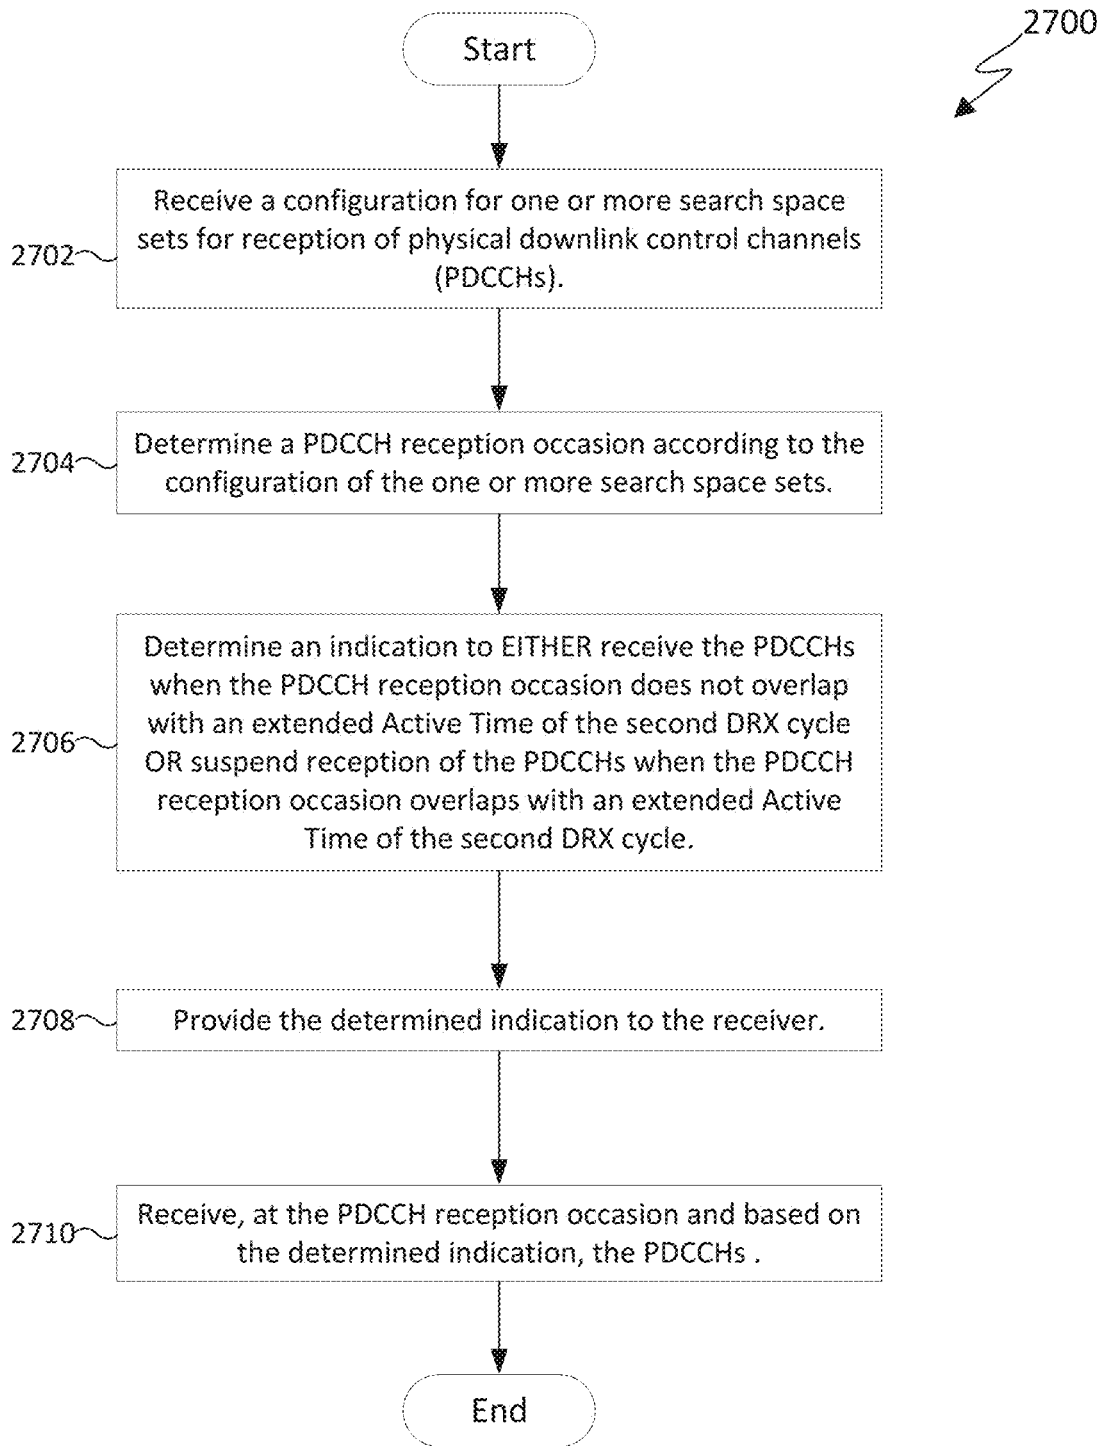 2700
Start
2702
Receive a configuration for one or more search space
sets for reception of physical downlink control channels
(PDCCHs).
2704
Determine a PDCCH reception occasion according to the
configuration of the one or more search space sets.
2706
Determine an indication to EITHER receive the PDCCHs
when the PDCCH reception occasion does not overlap
with an extended Active Time of the second DRX cycle
OR suspend reception of the PDCCHs when the PDCCH
reception occasion overlaps with an extended Active
Time of the second DRX cycle.
2708
Provide the determined indication to the receiver.
2710
Receive, at the PDCCH reception occasion and based on
the determined indication, the PDCCHs .
End